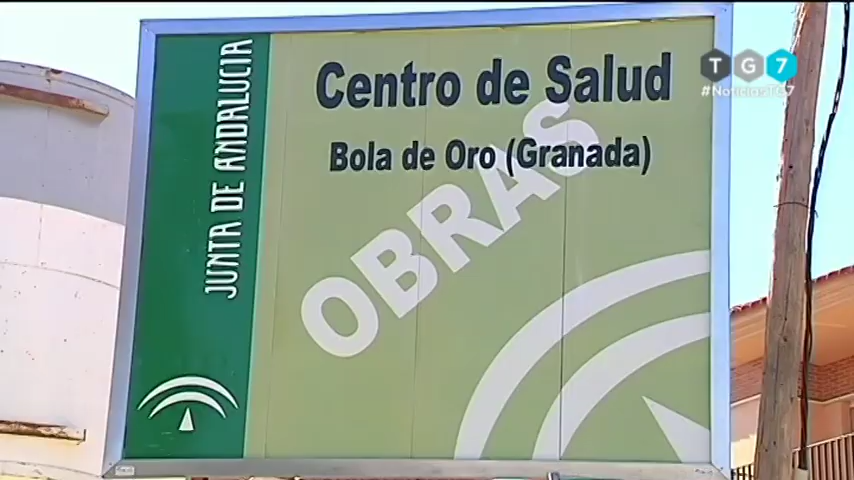 JUNTA DE ANDALUCIA
Centro de Salud
Bola de Oro (Granada)
OBRAS
TG7
#NoticiasTG7